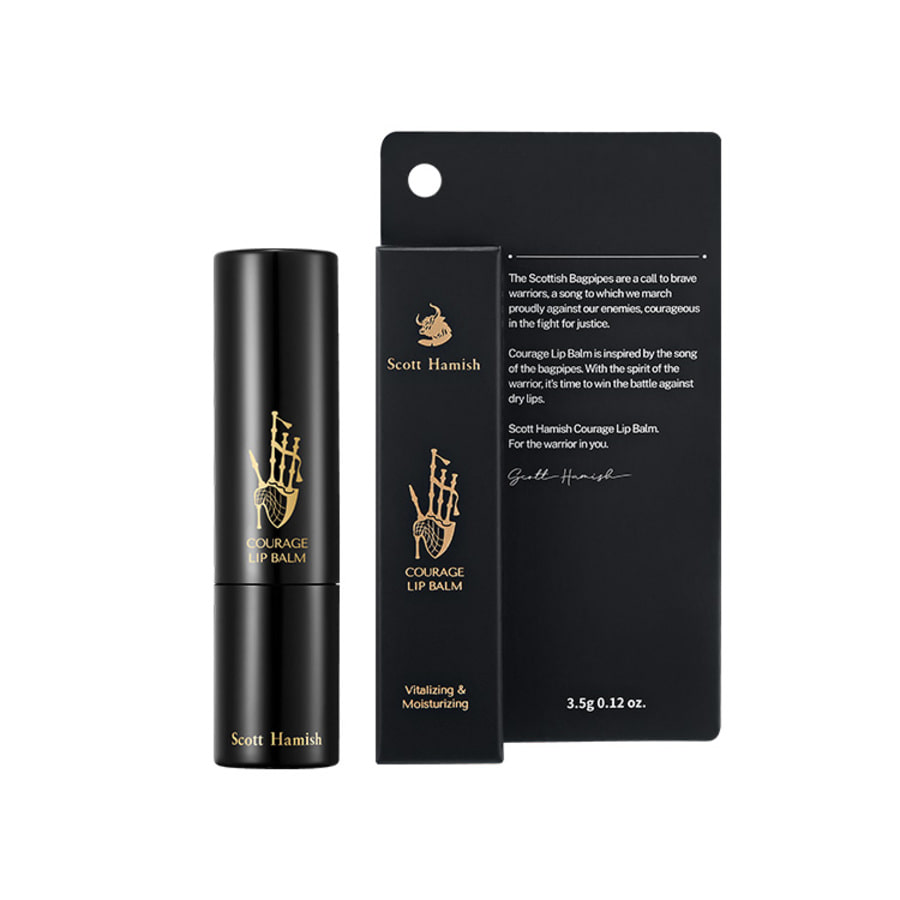 COURAGE
LIP BALM
Scott Hamish
Scott Hamish
COURAGE
LIP BALM
Vitalizing &
Moisturizing
The Scottish Bagpipes are a call to brave
warriors, a song to which we march
proudly against our enemies, courageous
in the fight for justice.
Courage Lip Balm is inspired by the song
of the bagpipes. With the spirit of the
warrior, it's time to win the battle against
dry lips.
Scott Hamish Courage Lip Balm.
For the warrior in you.
Scott Hamish
3.5g 0.12 oz.